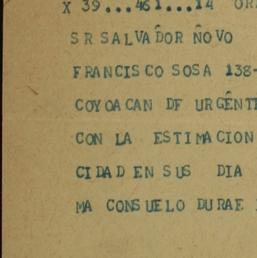 X 39...461...14 OR
SR SALVADOR NOVO
FRANCISCO SOSA 138-
COYOACAN DF URGENT
CON LA ESTIMACION
CIDAD EN SUS DIA
MA CONSUELO DURAE